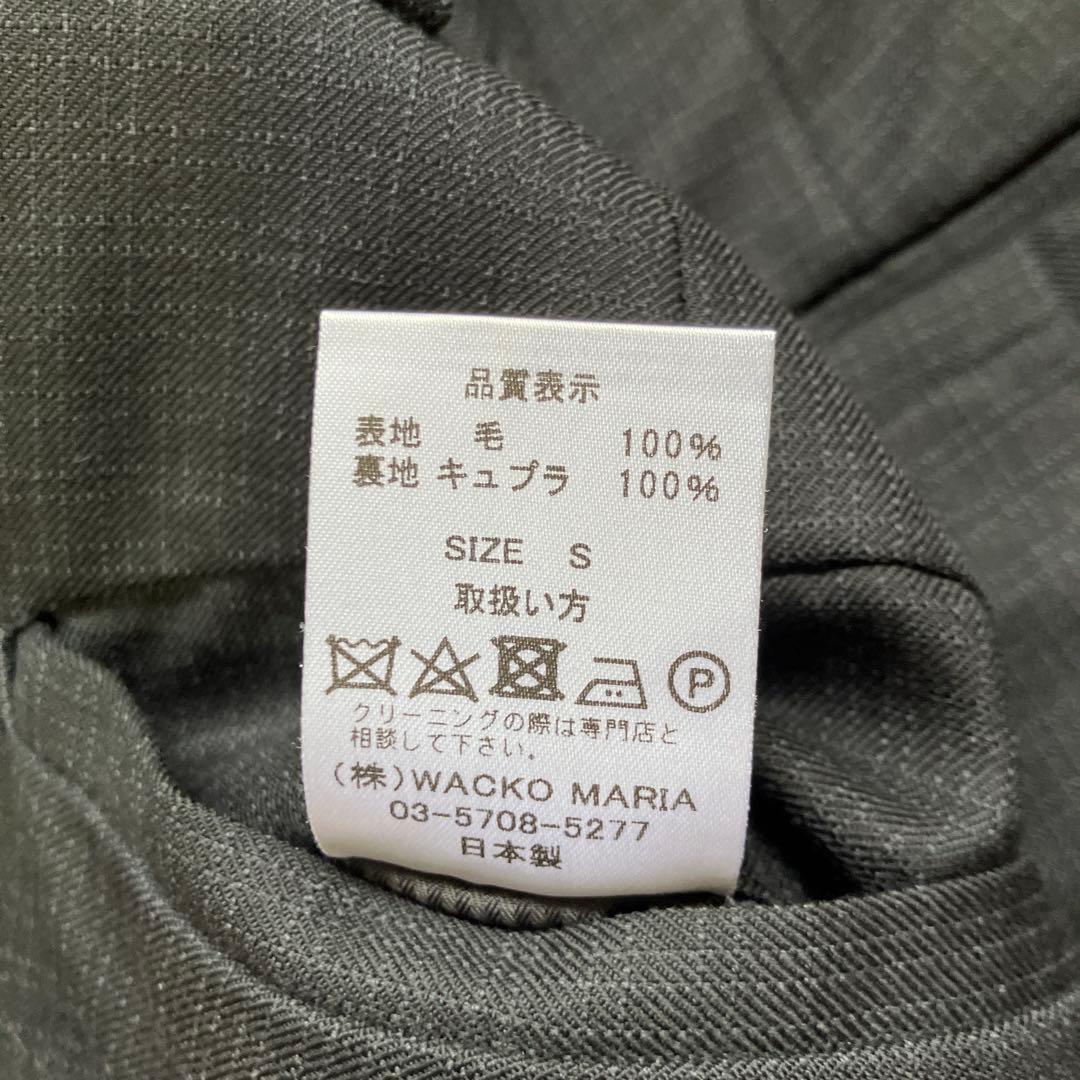 品質表示
表地 毛 100%
裏地 キュプラ 100%
SIZE S
取扱い方
P
クリーニングの際は専門店と
相談して下さい。
(株)WACKO MARIA
03-5708-5277
日本製